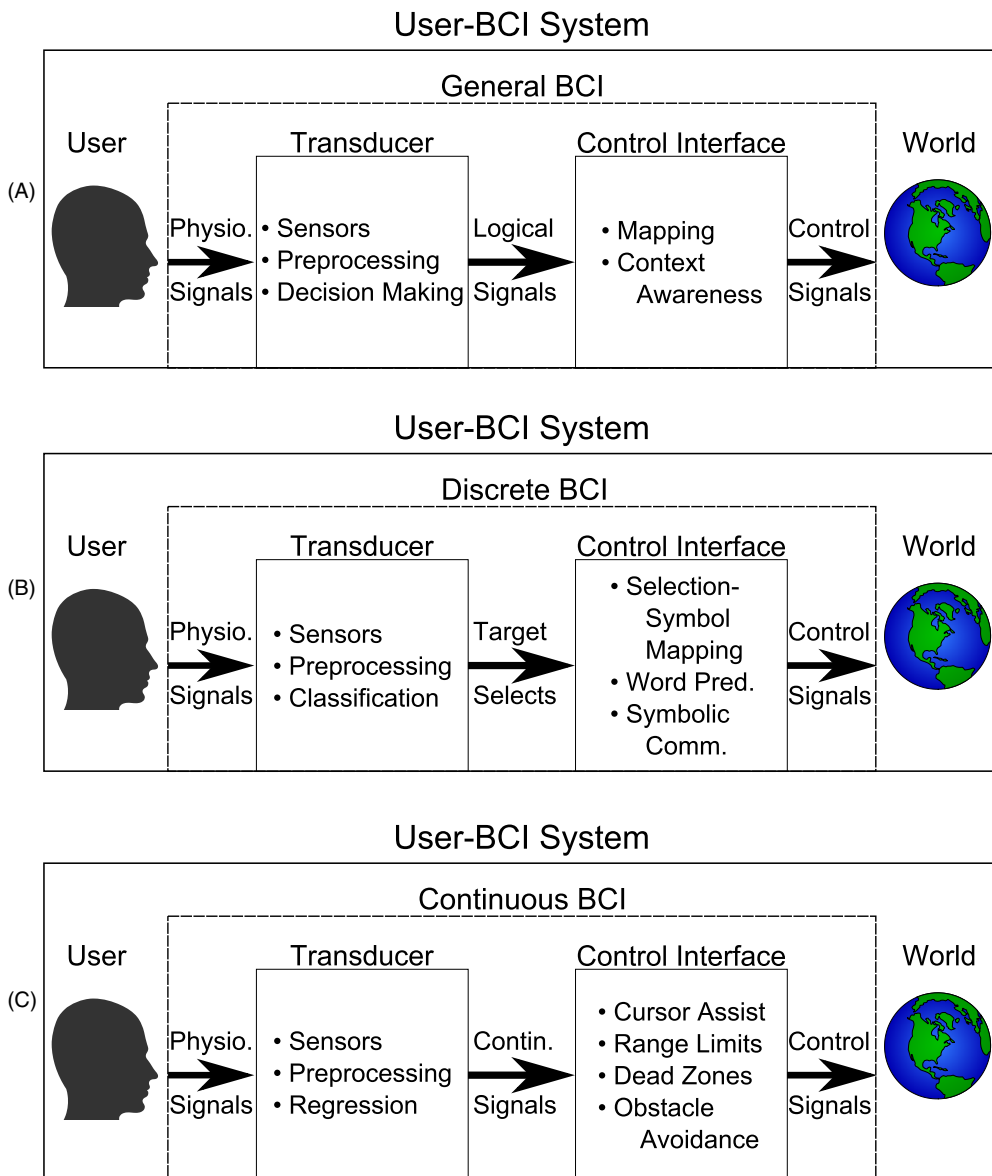 User-BCI System
General BCI
User
Transducer
Control Interface
World
(A)
Physio.
Signals
• Sensors
• Preprocessing
• Decision Making
Logical
Signals
• Mapping
• Context
Awareness
Control
Signals
User-BCI System
Discrete BCI
User
Transducer
Control Interface
World
(B)
Physio.
Signals
• Sensors
• Preprocessing
• Classification
Target
Selects
• Selection-
Symbol
Mapping
• Word Pred.
• Symbolic
Comm.
Control
Signals
User-BCI System
Continuous BCI
User
Transducer
Control Interface
World
(C)
Physio.
Signals
• Sensors
• Preprocessing
• Regression
Contin.
Signals
• Cursor Assist
• Range Limits
• Dead Zones
• Obstacle
Avoidance
Control
Signals